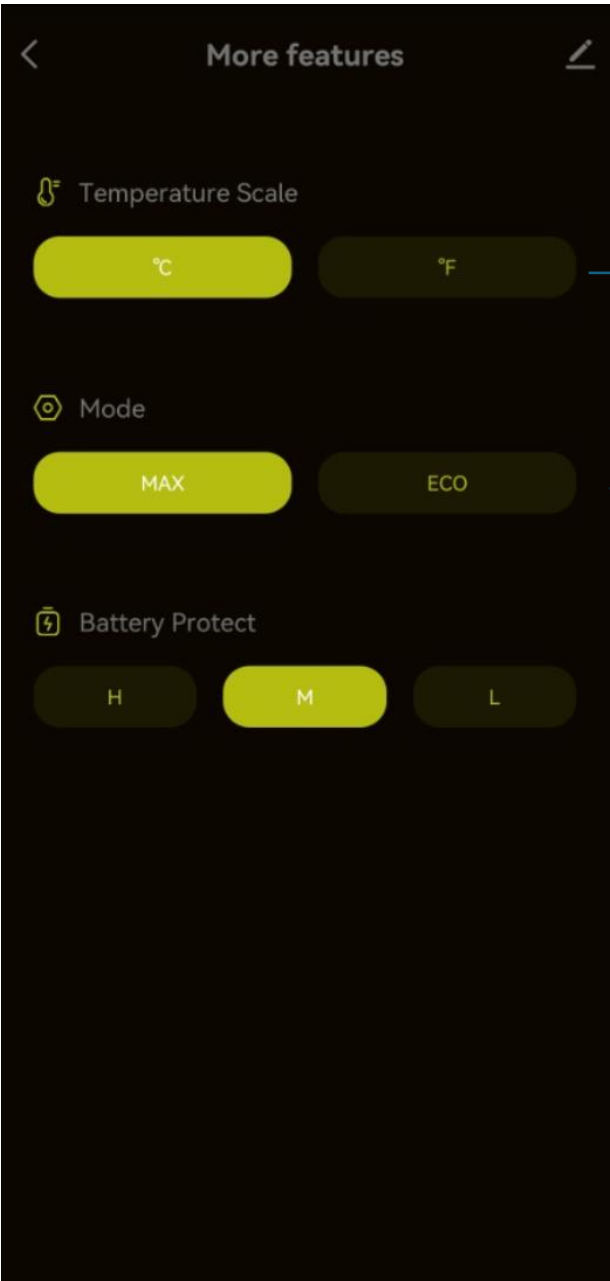 More features
Temperature Scale
℃ ℉
Mode
MAX ECO
Battery Protect
H M L